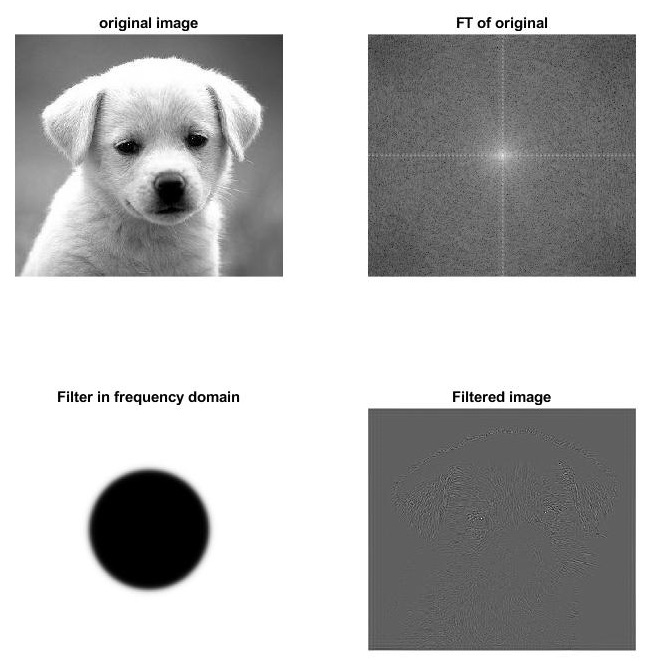 original image
FT of original
Filter in frequency domain
Filtered image